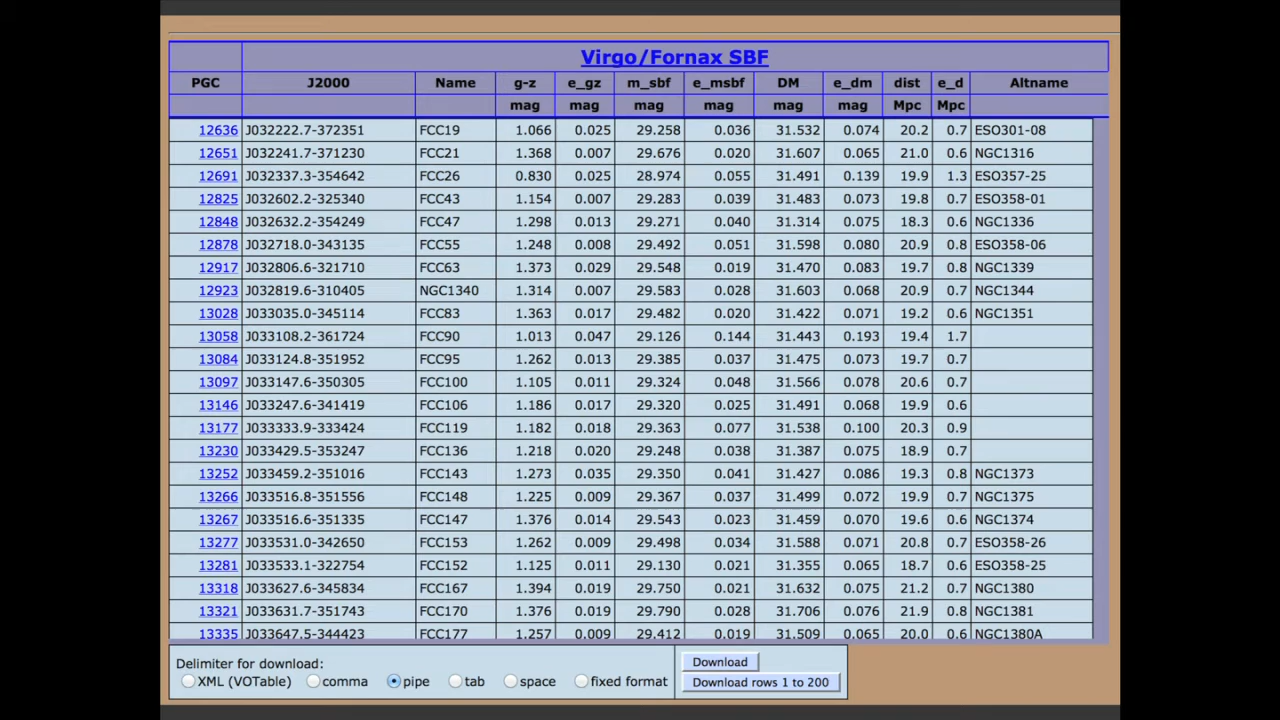 Virgo/Fornax SBF
PGC J2000 Name g-z e_gz m_sbf e_msbf DM e_dm dist e_d Altname
mag mag mag mag mag mag Mpc Mpc
12636 J032222.7-372351 FCC19 1.066 0.025 29.258 0.036 31.532 0.074 20.2 0.7 ESO301-08
12651 J032241.7-371230 FCC21 1.368 0.007 29.676 0.020 31.607 0.065 21.0 0.6 NGC1316
12691 J032337.3-354642 FCC26 0.830 0.025 28.974 0.055 31.491 0.139 19.9 1.3 ESO357-25
12825 J032602.2-325340 FCC43 1.154 0.007 29.283 0.039 31.483 0.073 19.8 0.7 ESO358-01
12848 J032632.2-354249 FCC47 1.298 0.013 29.271 0.040 31.314 0.075 18.3 0.6 NGC1336
12878 J032718.0-343135 FCC55 1.248 0.008 29.492 0.051 31.598 0.080 20.9 0.8 ESO358-06
12917 J032806.6-321710 FCC63 1.373 0.029 29.548 0.019 31.470 0.083 19.7 0.8 NGC1339
12923 J032819.6-310405 NGC1340 1.314 0.007 29.583 0.028 31.603 0.068 20.9 0.7 NGC1344
13028 J033035.0-345114 FCC83 1.363 0.017 29.482 0.020 31.422 0.071 19.2 0.6 NGC1351
13058 J033108.2-361724 FCC90 1.013 0.047 29.126 0.144 31.443 0.193 19.4 1.7
13084 J033124.8-351952 FCC95 1.262 0.013 29.385 0.037 31.475 0.073 19.7 0.7
13097 J033147.6-350305 FCC100 1.105 0.011 29.324 0.048 31.566 0.078 20.6 0.7
13146 J033247.6-341419 FCC106 1.186 0.017 29.320 0.025 31.491 0.068 19.9 0.6
13177 J033333.9-333424 FCC119 1.182 0.018 29.363 0.077 31.538 0.100 20.3 0.9
13230 J033429.5-353247 FCC136 1.218 0.020 29.248 0.038 31.387 0.075 18.9 0.7
13252 J033459.2-351016 FCC143 1.273 0.035 29.350 0.041 31.427 0.086 19.3 0.8 NGC1373
13266 J033516.8-351556 FCC148 1.225 0.009 29.367 0.037 31.499 0.072 19.9 0.7 NGC1375
13267 J033516.6-351335 FCC147 1.376 0.014 29.543 0.023 31.459 0.070 19.6 0.6 NGC1374
13277 J033531.0-342650 FCC153 1.262 0.009 29.498 0.034 31.588 0.071 20.8 0.7 ESO358-26
13281 J033533.1-322754 FCC152 1.125 0.011 29.130 0.021 31.355 0.065 18.7 0.6 ESO358-25
13318 J033627.6-345834 FCC167 1.394 0.019 29.750 0.021 31.632 0.075 21.2 0.7 NGC1380
13321 J033631.7-351743 FCC170 1.376 0.019 29.790 0.028 31.706 0.076 21.9 0.8 NGC1381
13335 J033647.5-344423 FCC177 1.257 0.009 29.412 0.019 31.509 0.065 20.0 0.6 NGC1380A
Delimiter for download:
XML (VOTable) comma pipe tab space fixed format
Download
Download rows 1 to 200